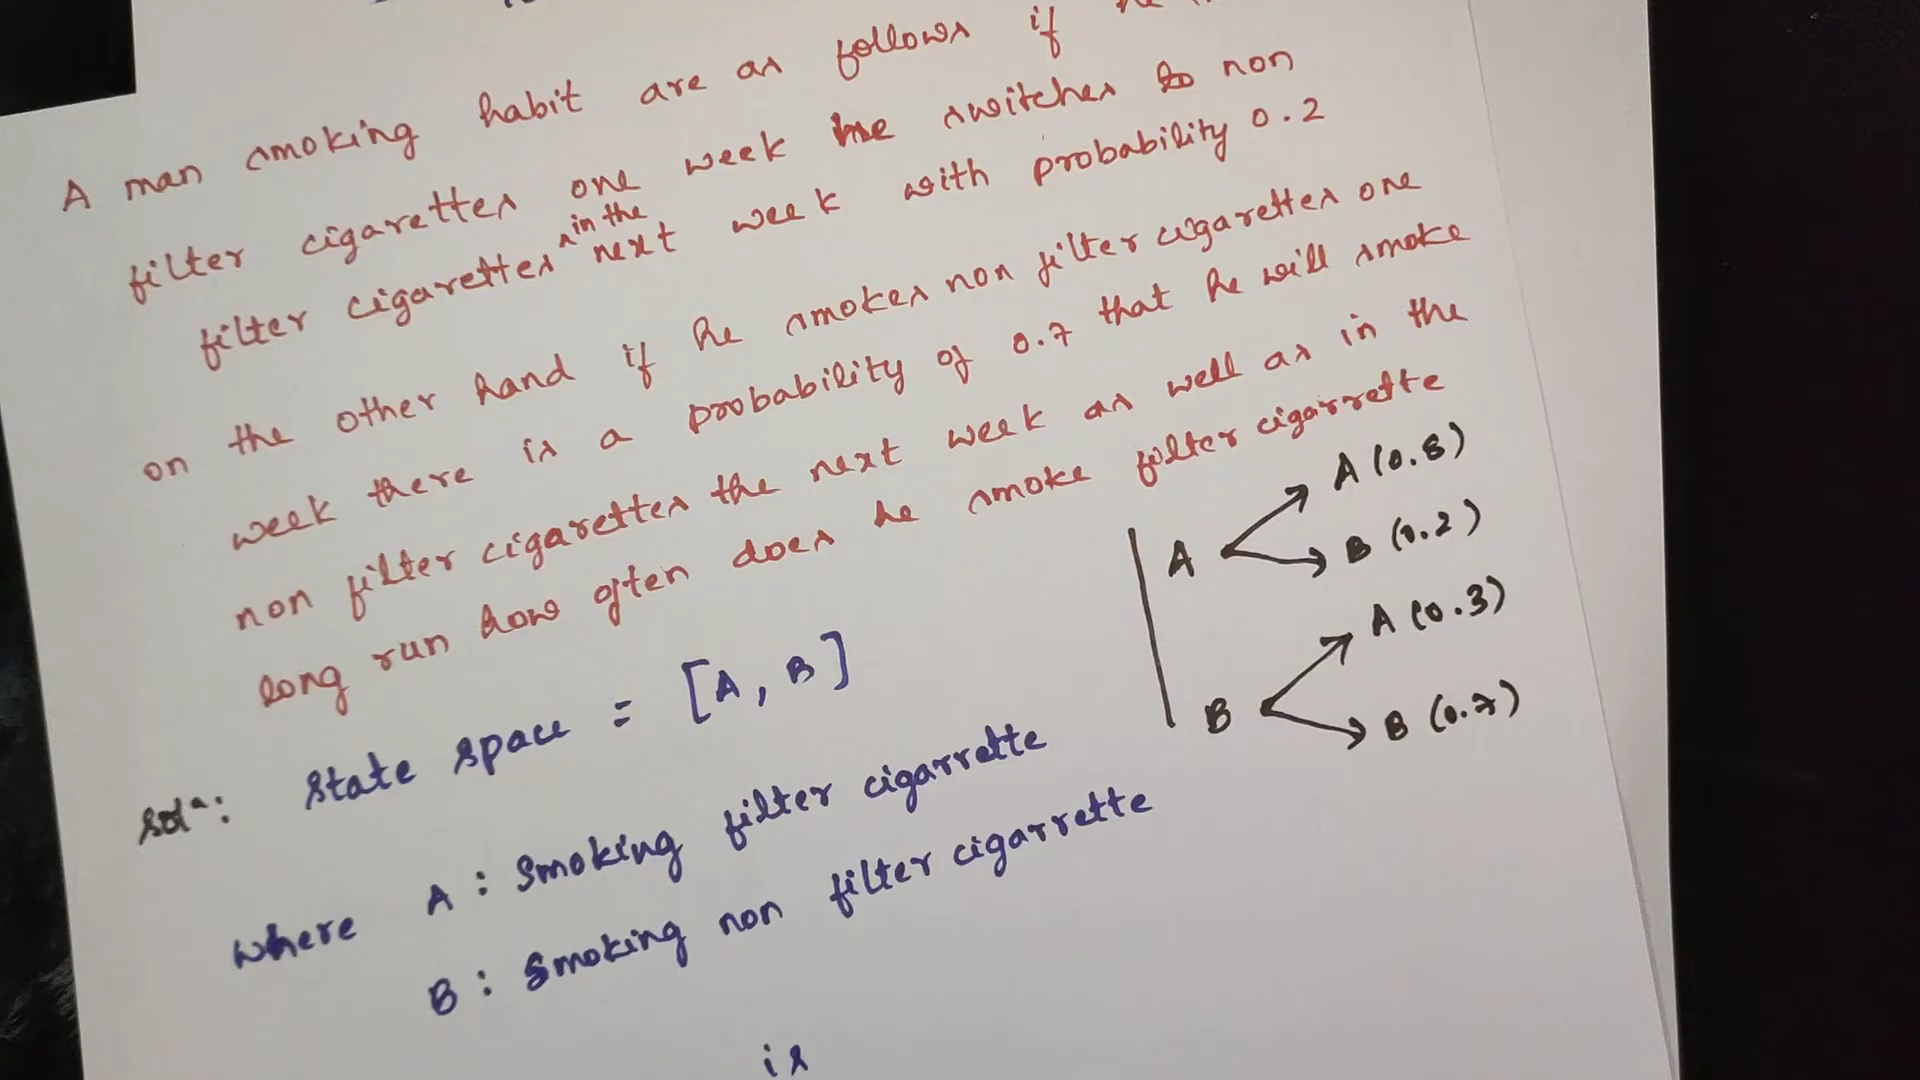 A man smoking habit are as follows if
filter cigarettes one week he switches to non
filter cigarettes in the next week with probability 0.2
on the other hand if he smokes non filter cigarettes one
week there is a probability of 0.7 that he will smoke
non filter cigarettes the next week as well as in the
long run how often does he smoke filter cigarrette
A A (0.8)
B (0.2)
B A (0.3)
B (0.7)
Soln: State space = [A, B]
where A : Smoking filter cigarrette
B : Smoking non filter cigarrette
is